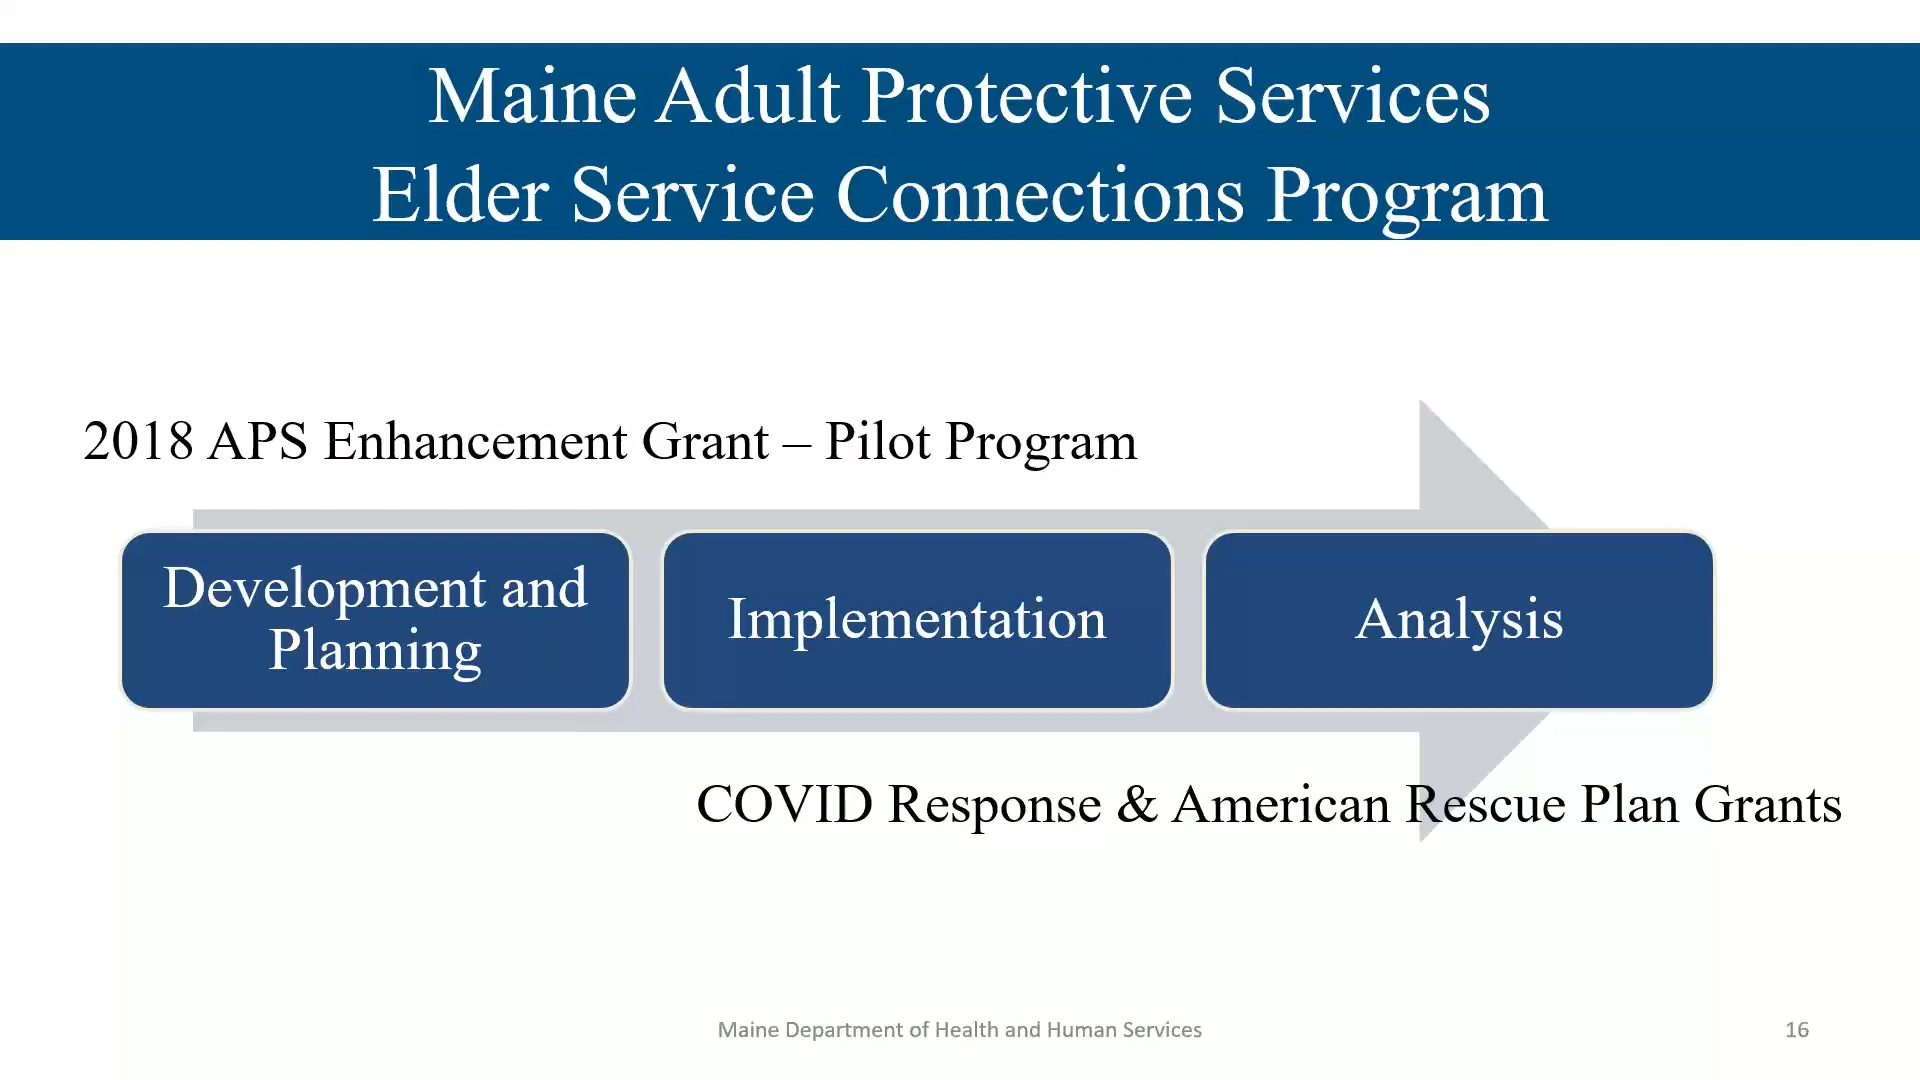 Maine Adult Protective Services
Elder Service Connections Program
2018 APS Enhancement Grant – Pilot Program
Development and
Planning
Implementation
Analysis
COVID Response & American Rescue Plan Grants
Maine Department of Health and Human Services
16